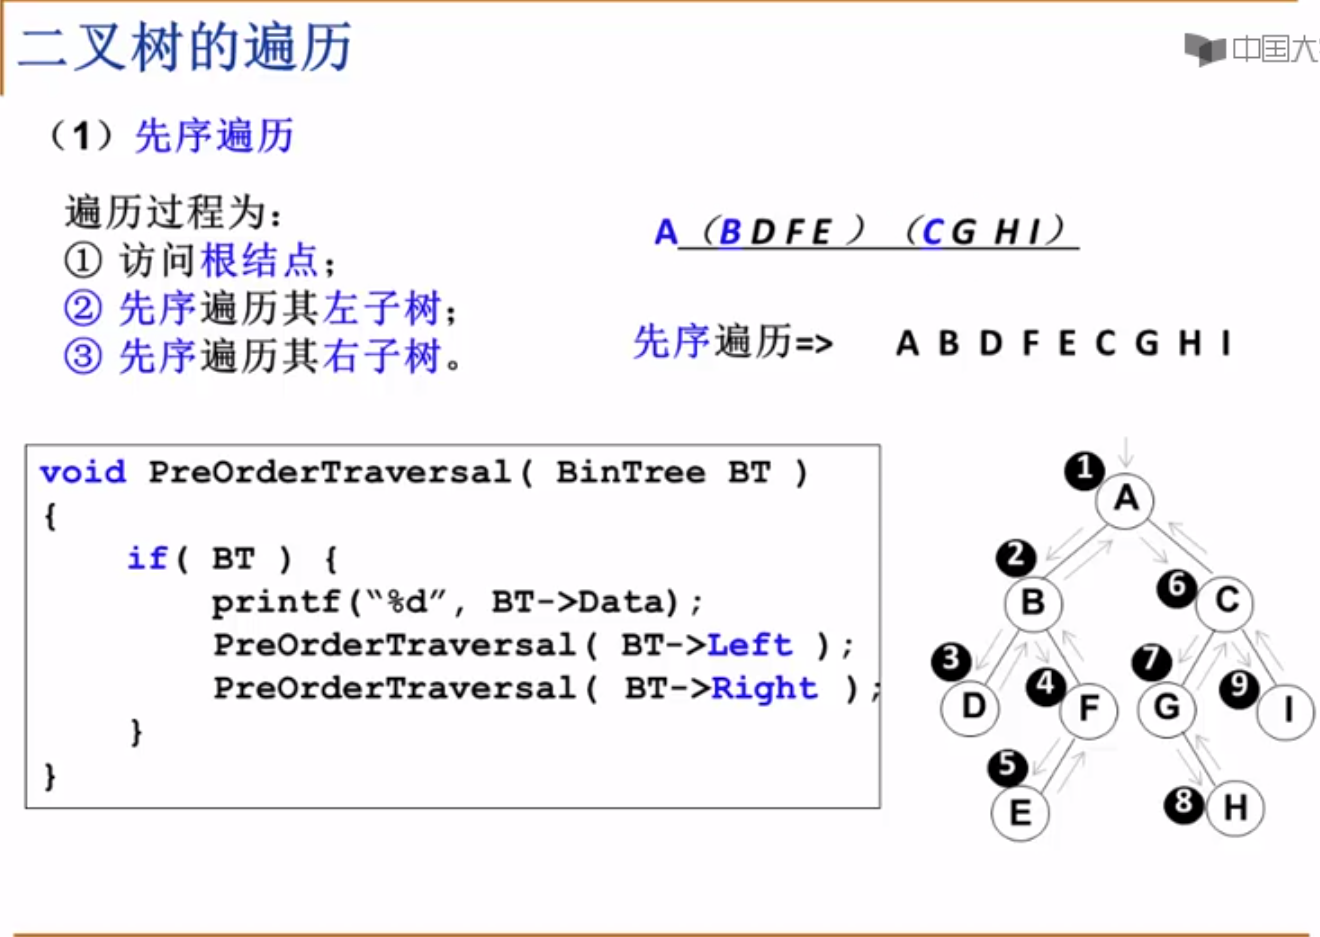 二叉树的遍历
中国大
（1）先序遍历
遍历过程为：
① 访问根结点；
② 先序遍历其左子树；
③ 先序遍历其右子树。
A（B D F E ）（C G H I）
先序遍历=> A B D F E C G H I
void PreOrderTraversal( BinTree BT )
{
if( BT ) {
printf(“%d”, BT->Data);
PreOrderTraversal( BT->Left );
PreOrderTraversal( BT->Right );
}
}
1
A
2
B
6
C
3
D
4
F
7
G
9
I
5
E
8
H